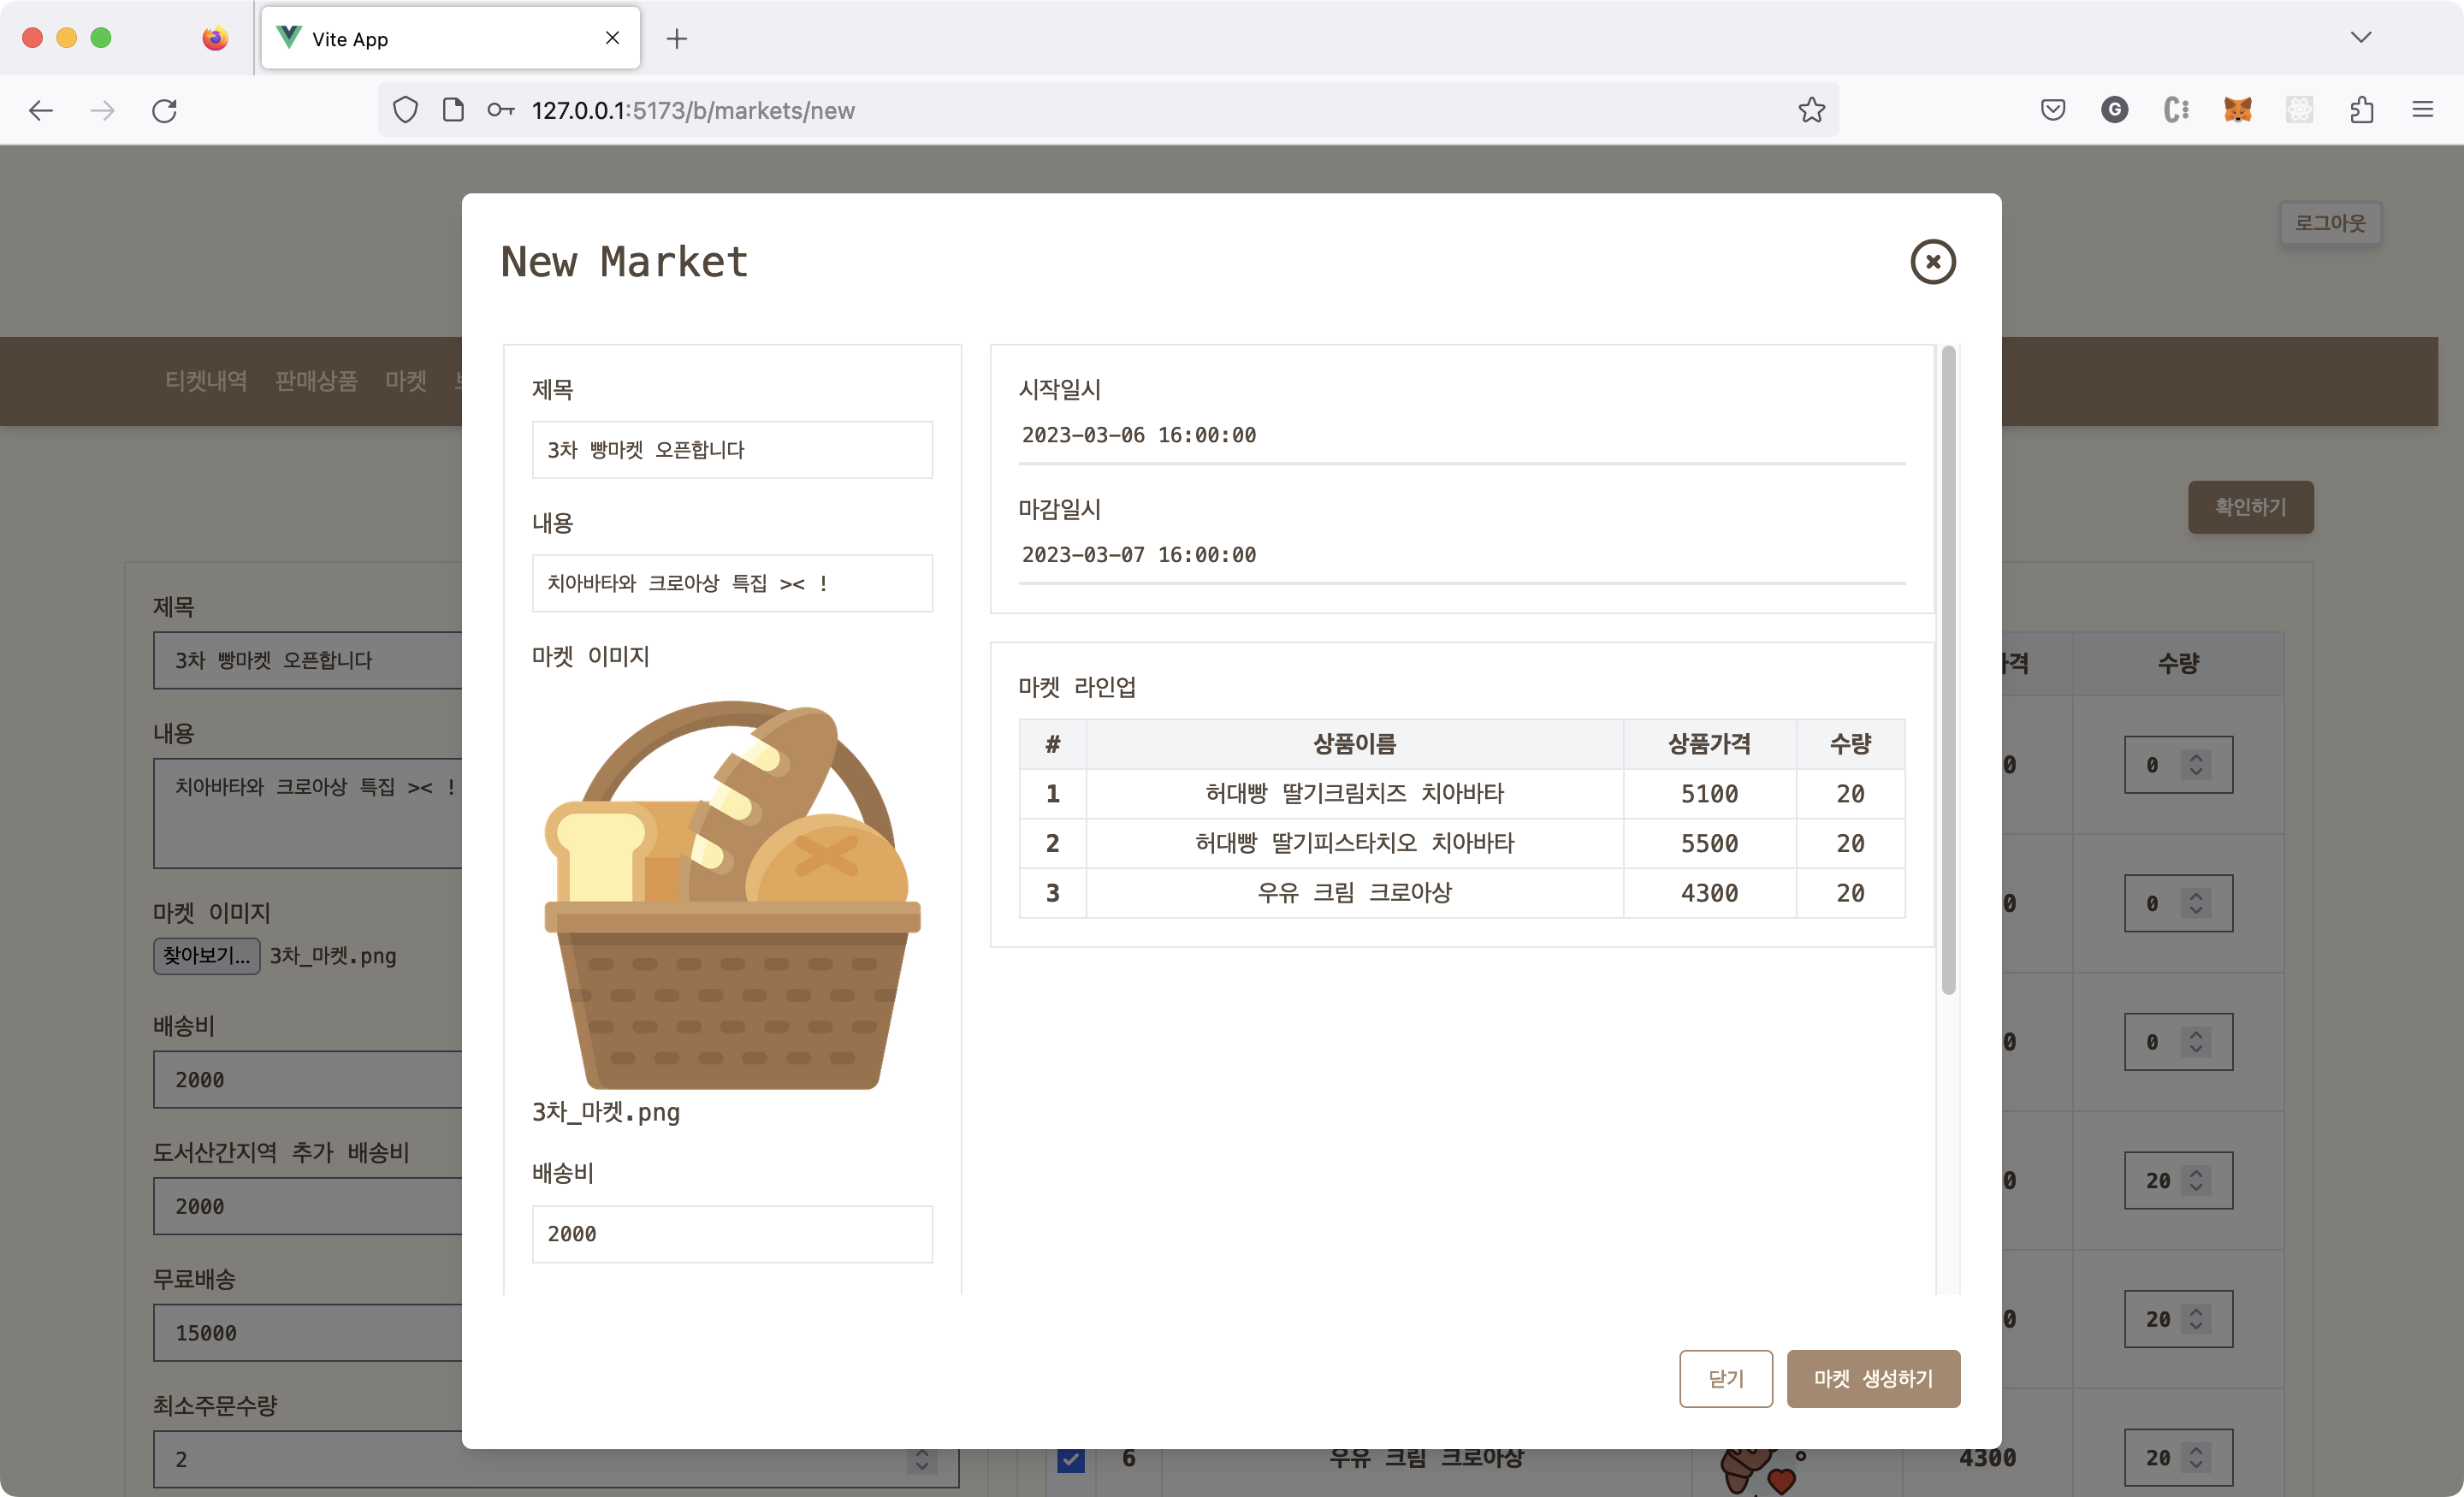 Vite App
127.0.0.1:5173/b/markets/new
로그아웃
티켓내역 판매상품 마켓
확인하기
New Market
제목
3차 빵마켓 오픈합니다
내용
치아바타와 크로아상 특집 >< !
마켓 이미지
3차_마켓.png
배송비
2000
시작일시
2023-03-06 16:00:00
마감일시
2023-03-07 16:00:00
마켓 라인업
# 상품이름 상품가격 수량
1 허대빵 딸기크림치즈 치아바타 5100 20
2 허대빵 딸기피스타치오 치아바타 5500 20
3 우유 크림 크로아상 4300 20
닫기
마켓 생성하기
제목
3차 빵마켓 오픈합니다
내용
치아바타와 크로아상 특집 >< !
마켓 이미지
찾아보기... 3차_마켓.png
배송비
2000
도서산간지역 추가 배송비
2000
무료배송
15000
최소주문수량
2
수량
0 0
0 0
0 0
0 20
0 20
6 우유 크림 크로아상 4300 20